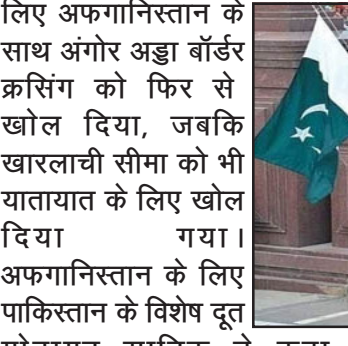 लिए अफगानिस्तान के
साथ अंगोर अड्डा बॉर्डर
क्रसिंग को फिर से
खोल दिया, जबकि
खारलाची सीमा को भी
यातायात के लिए खोल
दिया गया।
अफगानिस्तान के लिए
पाकिस्तान के विशेष दूत